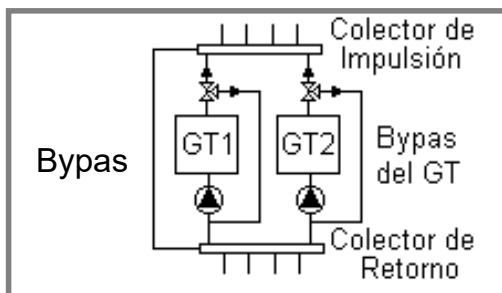 Colector de
Impulsión
GT1
GT2
Bypas
Bypas
del GT
Colector de
Retorno